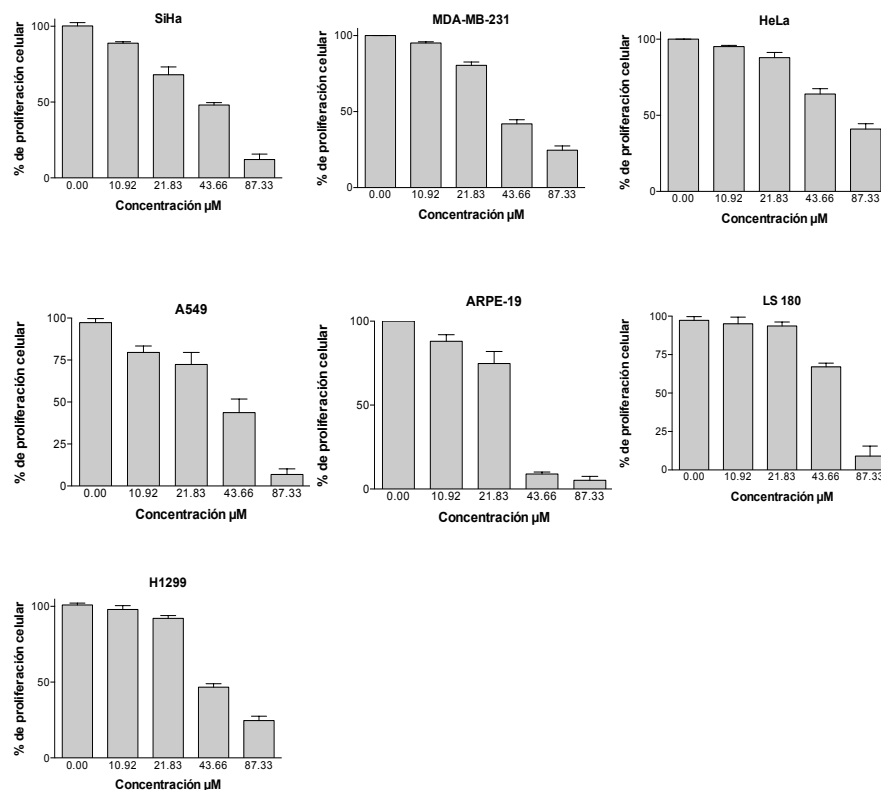 SiHa
% de proliferación celular
100
50
0
0.00 10.92 21.83 43.66 87.33
Concentración µM
MDA-MB-231
% de proliferación celular
100
50
0
0.00 10.92 21.83 43.66 87.33
Concentración µM
HeLa
% de proliferación celular
100
50
0
0.00 10.92 21.83 43.66 87.33
Concentración µM
A549
% de proliferación celular
100
75
50
25
0
0.00 10.92 21.83 43.66 87.33
Concentración µM
ARPE-19
% de proliferación celular
100
50
0
0.00 10.92 21.83 43.66 87.33
Concentración µM
LS 180
% de proliferación celular
100
75
50
25
0
0.00 10.92 21.83 43.66 87.33
Concentración µM
H1299
% de proliferación celular
100
50
0
0.00 10.92 21.83 43.66 87.33
Concentración µM